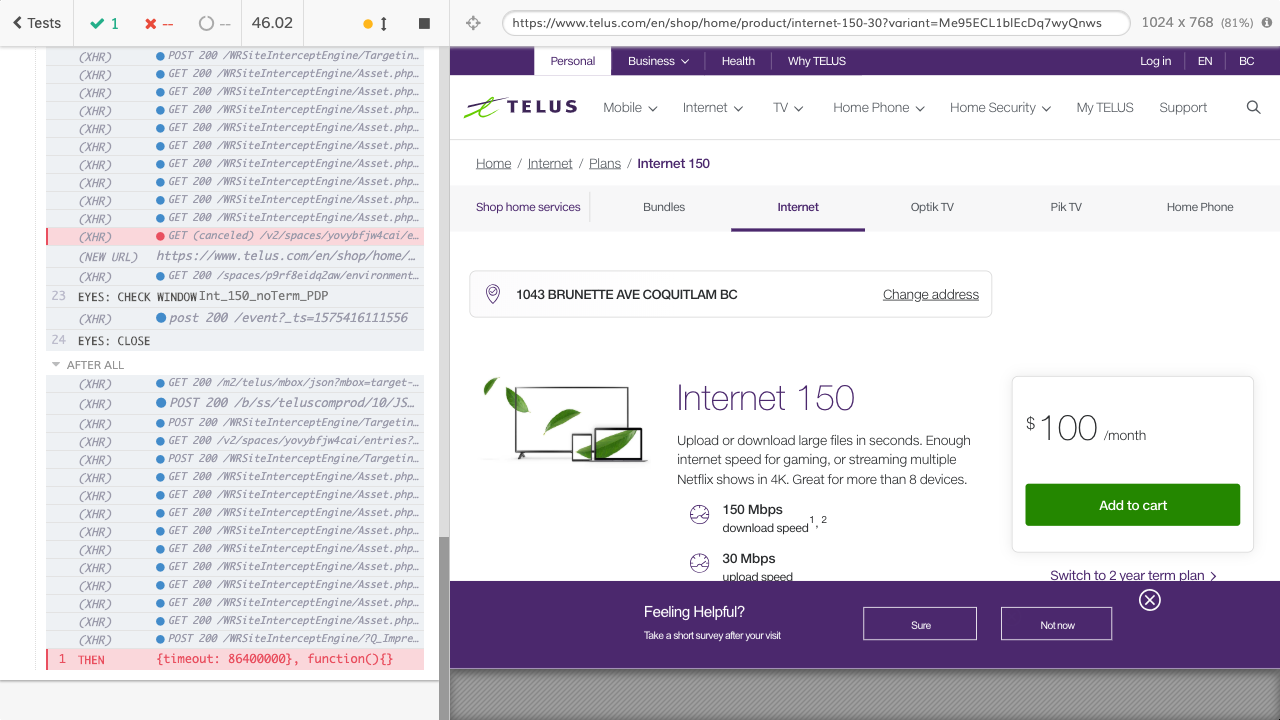 Tests 1 -- -- 46.02
https://www.telus.com/en/shop/home/product/internet-150-30?variant=Me95ECL1blEcDq7wyQnws 1024 x 768 (81%)
(XHR) POST 200 /WRSiteInterceptEngine/Targetin...
(XHR) GET 200 /WRSiteInterceptEngine/Asset.php...
(XHR) GET 200 /WRSiteInterceptEngine/Asset.php...
(XHR) GET 200 /WRSiteInterceptEngine/Asset.php...
(XHR) GET 200 /WRSiteInterceptEngine/Asset.php...
(XHR) GET 200 /WRSiteInterceptEngine/Asset.php...
(XHR) GET 200 /WRSiteInterceptEngine/Asset.php...
(XHR) GET 200 /WRSiteInterceptEngine/Asset.php...
(XHR) GET 200 /WRSiteInterceptEngine/Asset.php...
(XHR) GET 200 /WRSiteInterceptEngine/Asset.php...
(XHR) GET (canceled) /v2/spaces/yovybfjw4cai/e...
(NEW URL) https://www.telus.com/en/shop/home/...
(XHR) GET 200 /spaces/p9rf8eidq2aw/environment...
23 EYES: CHECK WINDOW Int_150_noTerm_PDP
(XHR) post 200 /event?_ts=1575416111556
24 EYES: CLOSE
AFTER ALL
(XHR) GET 200 /m2/telus/mbox/json?mbox=target-...
(XHR) POST 200 /b/ss/teluscomprod/10/JS...
(XHR) POST 200 /WRSiteInterceptEngine/Targetin...
(XHR) GET 200 /v2/spaces/yovybfjw4cai/entries?...
(XHR) POST 200 /WRSiteInterceptEngine/Targetin...
(XHR) GET 200 /WRSiteInterceptEngine/Asset.php...
(XHR) GET 200 /WRSiteInterceptEngine/Asset.php...
(XHR) GET 200 /WRSiteInterceptEngine/Asset.php...
(XHR) GET 200 /WRSiteInterceptEngine/Asset.php...
(XHR) GET 200 /WRSiteInterceptEngine/Asset.php...
(XHR) GET 200 /WRSiteInterceptEngine/Asset.php...
(XHR) GET 200 /WRSiteInterceptEngine/Asset.php...
(XHR) GET 200 /WRSiteInterceptEngine/Asset.php...
(XHR) GET 200 /WRSiteInterceptEngine/Asset.php...
(XHR) POST 200 /WRSiteInterceptEngine/?Q_Impre...
1 THEN {timeout: 86400000}, function(){}
Personal Business Health Why TELUS Log in EN BC
TELUS Mobile Internet TV Home Phone Home Security My TELUS Support
Home / Internet / Plans / Internet 150
Shop home services Bundles Internet Optik TV Pik TV Home Phone
1043 BRUNETTE AVE COQUITLAM BC Change address
Internet 150
Upload or download large files in seconds. Enough
internet speed for gaming, or streaming multiple
Netflix shows in 4K. Great for more than 8 devices.
150 Mbps
download speed1, 2
30 Mbps
upload speed
$100 /month
Add to cart
Switch to 2 year term plan
Feeling Helpful?
Take a short survey after your visit
Sure
Not now